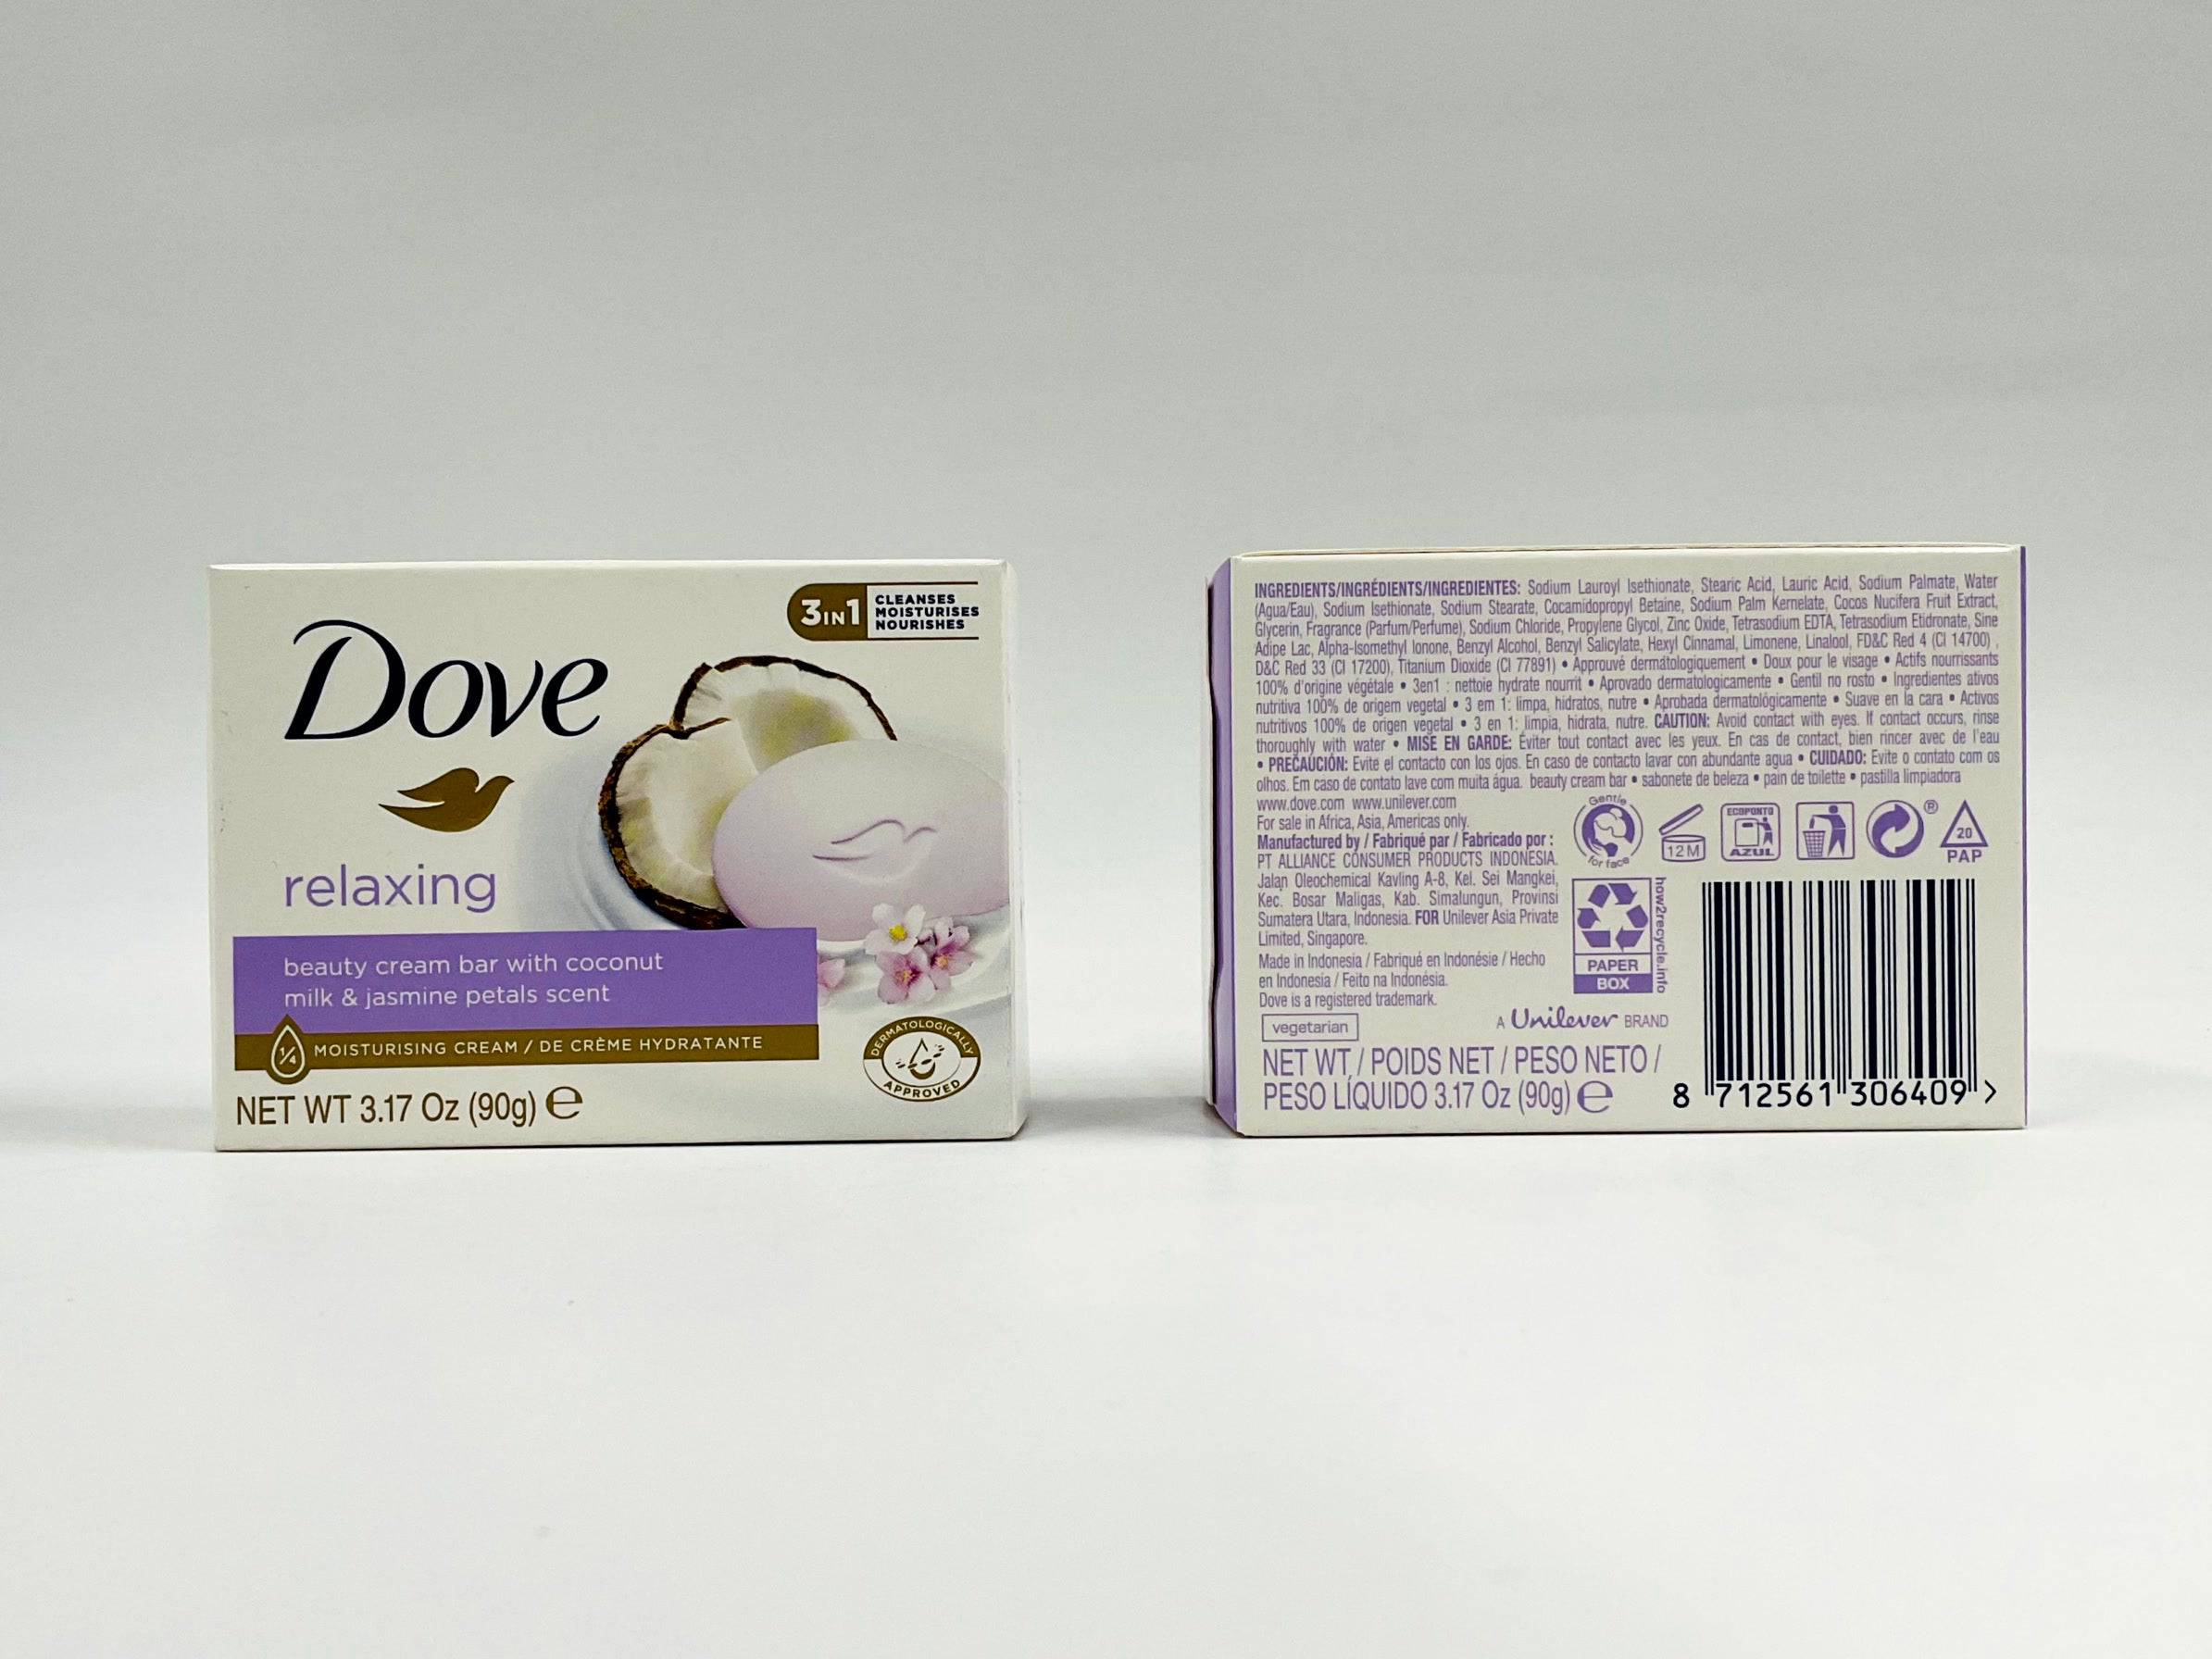 Dove
3IN1 CLEANSES
MOISTURISES
NOURISHES
relaxing
beauty cream bar with coconut
milk & jasmine petals scent
1/4 MOISTURISING CREAM / DE CRÈME HYDRATANTE
NET WT 3.17 Oz (90g) ℮
DERMATOLOGICALLY
APPROVED
INGREDIENTS/INGRÉDIENTS/INGREDIENTES: Sodium Lauroyl Isethionate, Stearic Acid, Lauric Acid, Sodium Palmate, Water
(Agua/Eau), Sodium Isethionate, Sodium Stearate, Cocamidopropyl Betaine, Sodium Palm Kernelate, Cocos Nucifera Fruit Extract,
Glycerin, Fragrance (Parfum/Perfume), Sodium Chloride, Propylene Glycol, Zinc Oxide, Tetrasodium EDTA, Tetrasodium Etidronate, Sine
Adipe Lac, Alpha-Isomethyl Ionone, Benzyl Alcohol, Benzyl Salicylate, Hexyl Cinnamal, Limonene, Linalool, FD&C Red 4 (CI 14700) ,
D&C Red 33 (CI 17200), Titanium Dioxide (CI 77891) • Approuvé dermatologiquement • Doux pour le visage • Actifs nourrissants
100% d'origine végétale • 3en1 : nettoie hydrate nourrit • Aprovado dermatologicamente • Gentil no rosto • Ingredientes ativos
nutritiva 100% de origem vegetal • 3 em 1: limpa, hidratos, nutre • Aprobada dermatológicamente • Suave en la cara • Activos
nutritivos 100% de origen vegetal • 3 en 1: limpia, hidrata, nutre. CAUTION: Avoid contact with eyes. If contact occurs, rinse
thoroughly with water • MISE EN GARDE: Éviter tout contact avec les yeux. En cas de contact, bien rincer avec de l'eau
• PRECAUCIÓN: Evite el contacto con los ojos. En caso de contacto lavar con abundante agua • CUIDADO: Evite o contato com os
olhos. Em caso de contato lave com muita água. beauty cream bar • sabonete de beleza • pain de toilette • pastilla limpiadora
www.dove.com www.unilever.com
For sale in Africa, Asia, Americas only.
Manufactured by / Fabriqué par / Fabricado por :
PT ALLIANCE CONSUMER PRODUCTS INDONESIA.
Jalan Oleochemical Kavling A-8, Kel. Sei Mangkei,
Kec. Bosar Maligas, Kab. Simalungun, Provinsi
Sumatera Utara, Indonesia. FOR Unilever Asia Private
Limited, Singapore.
Made in Indonesia / Fabriqué en Indonésie / Hecho
en Indonesia / Feito na Indonésia.
Dove is a registered trademark.
vegetarian
A Unilever BRAND
NET WT / POIDS NET / PESO NETO /
PESO LÍQUIDO 3.17 Oz (90g) ℮
Gentle
for face
12M
ECOPONTO
AZUL
®
20
PAP
how2recycle.info
PAPER
BOX
8 712561 306409 >